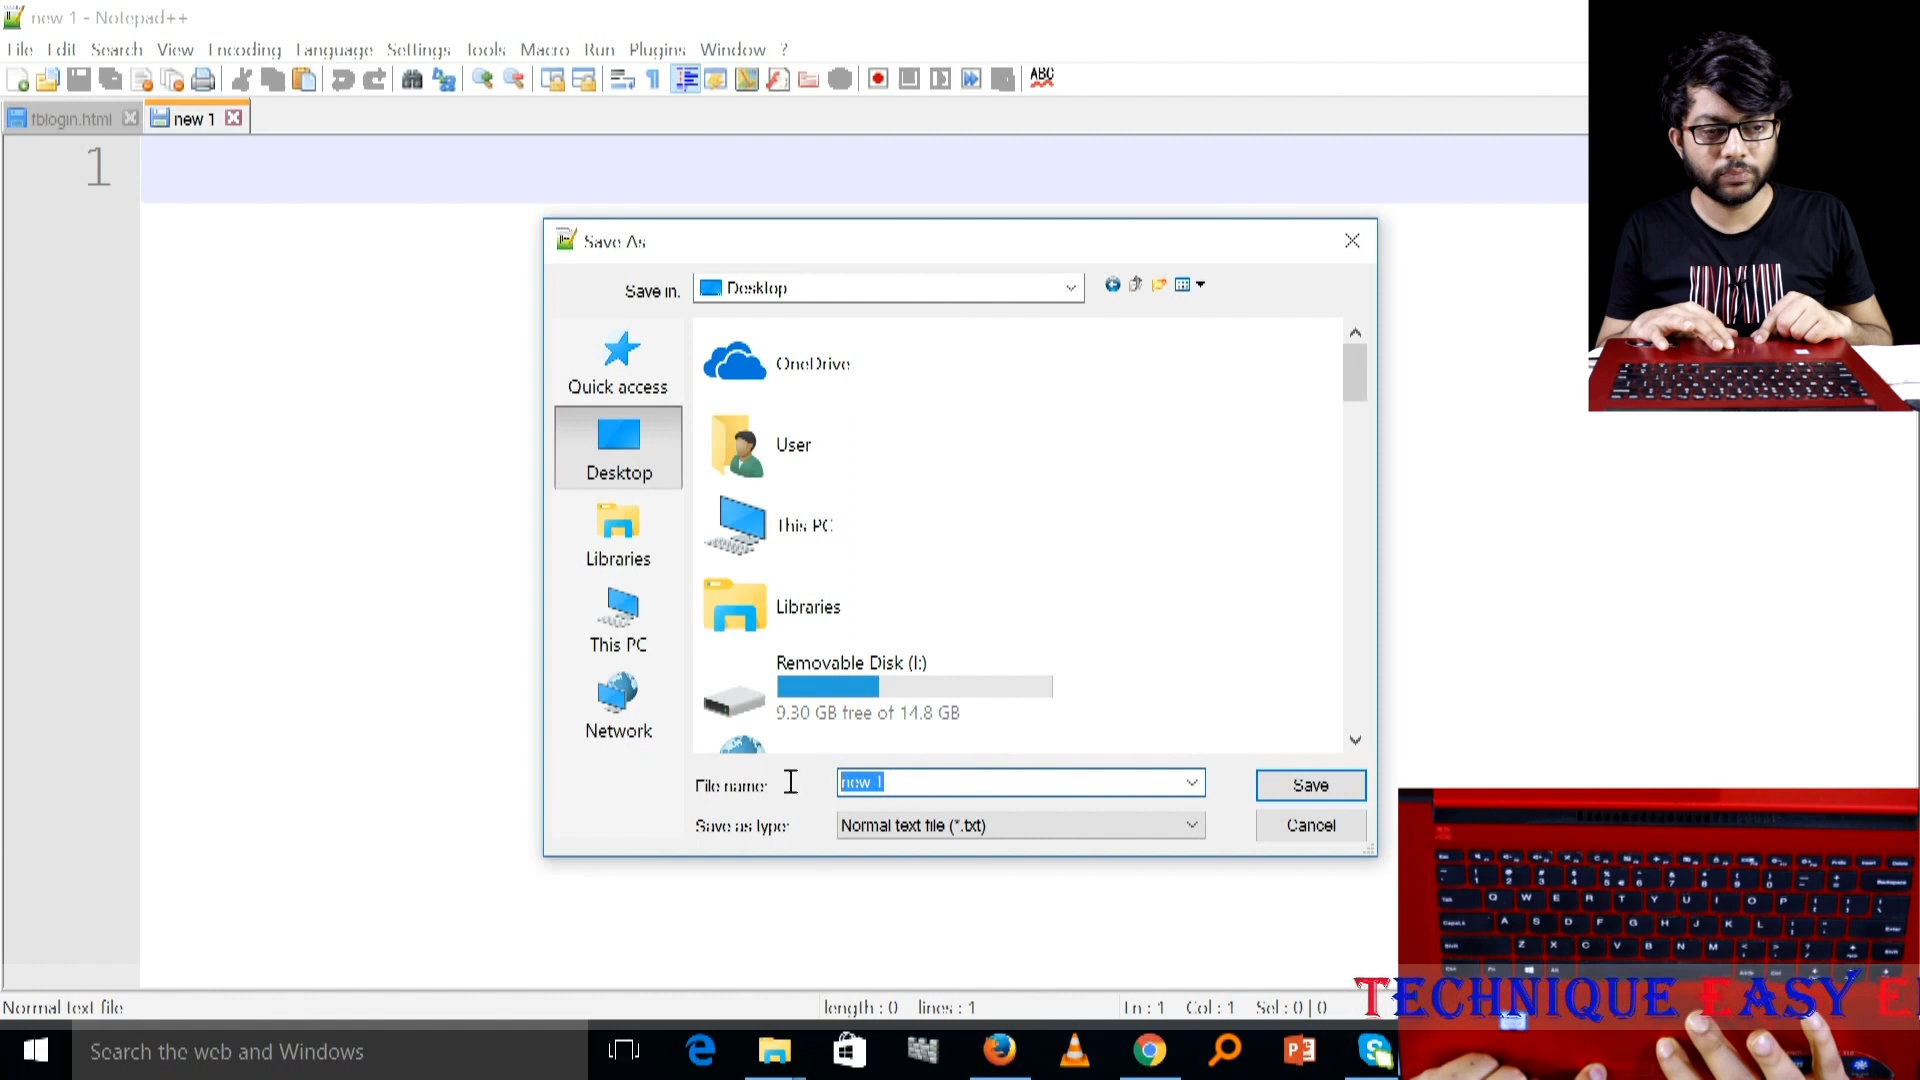 new 1 - Notepad++
File Edit Search View Encoding Language Settings Tools Macro Run Plugins Window ?
ABC
fblogin.html new 1
1
Save As
Save in: Desktop
Quick access
Desktop
Libraries
This PC
Network
OneDrive
User
This PC
Libraries
Removable Disk (I:)
9.30 GB free of 14.8 GB
File name: new 1 Save
Save as type: Normal text file (*.txt) Cancel
Normal text file length : 0 lines : 1 Ln : 1 Col : 1 Sel : 0 | 0
TECHNIQUE EASY E
Search the web and Windows